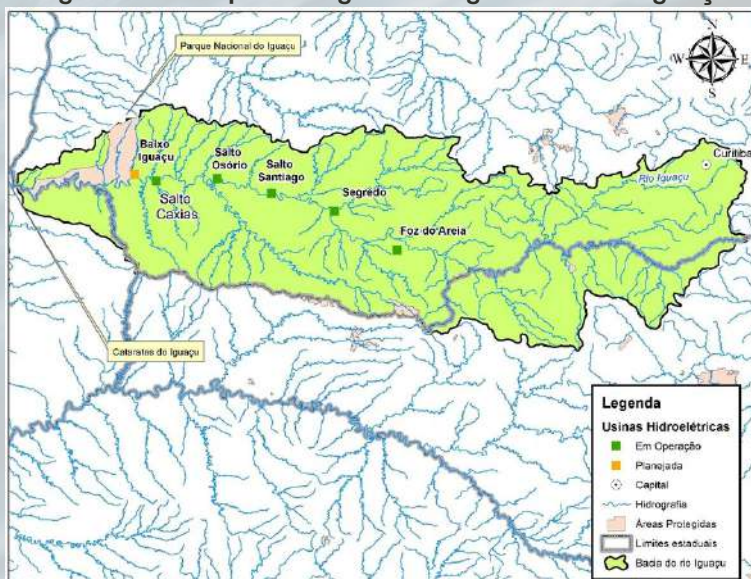 Parque Nacional do Iguaçu
N
W
E
S
Baixo
Iguaçu
Salto
Osório
Salto
Santiago
Salto
Caxias
Segrêdo
Foz do Areia
Curitiba
Rio Iguaçu
Cataratas do Iguaçu
Legenda
Usinas Hidroelétricas
Em Operação
Planejada
Capital
Hidrografia
Áreas Protegidas
Limites estaduais
Bacia do rio Iguaçu